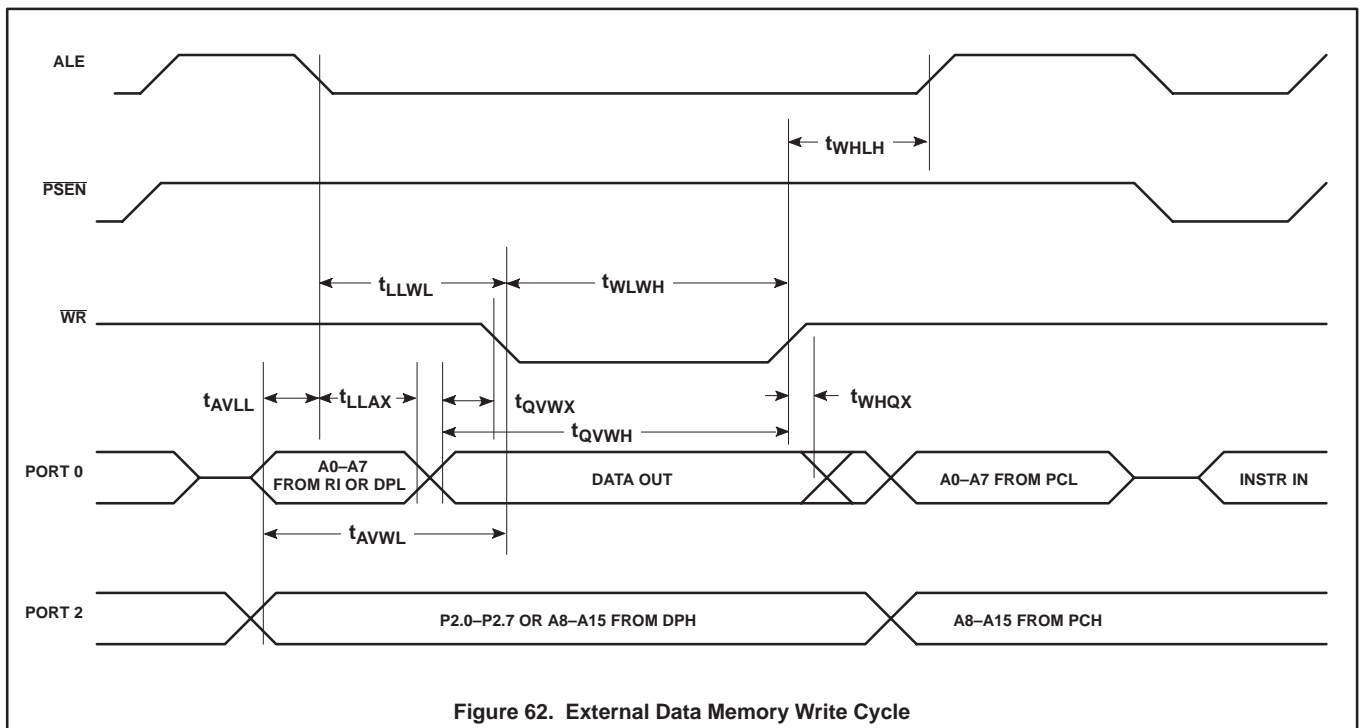 ALE
tWHLH
PSEN
tLLWL
tWLWH
WR
tAVLL
tLLAX
tQVWX
tWHQX
tQVWH
PORT 0
A0–A7
FROM RI OR DPL
DATA OUT
A0–A7 FROM PCL
INSTR IN
tAVWL
PORT 2
P2.0–P2.7 OR A8–A15 FROM DPH
A8–A15 FROM PCH
Figure 62. External Data Memory Write Cycle